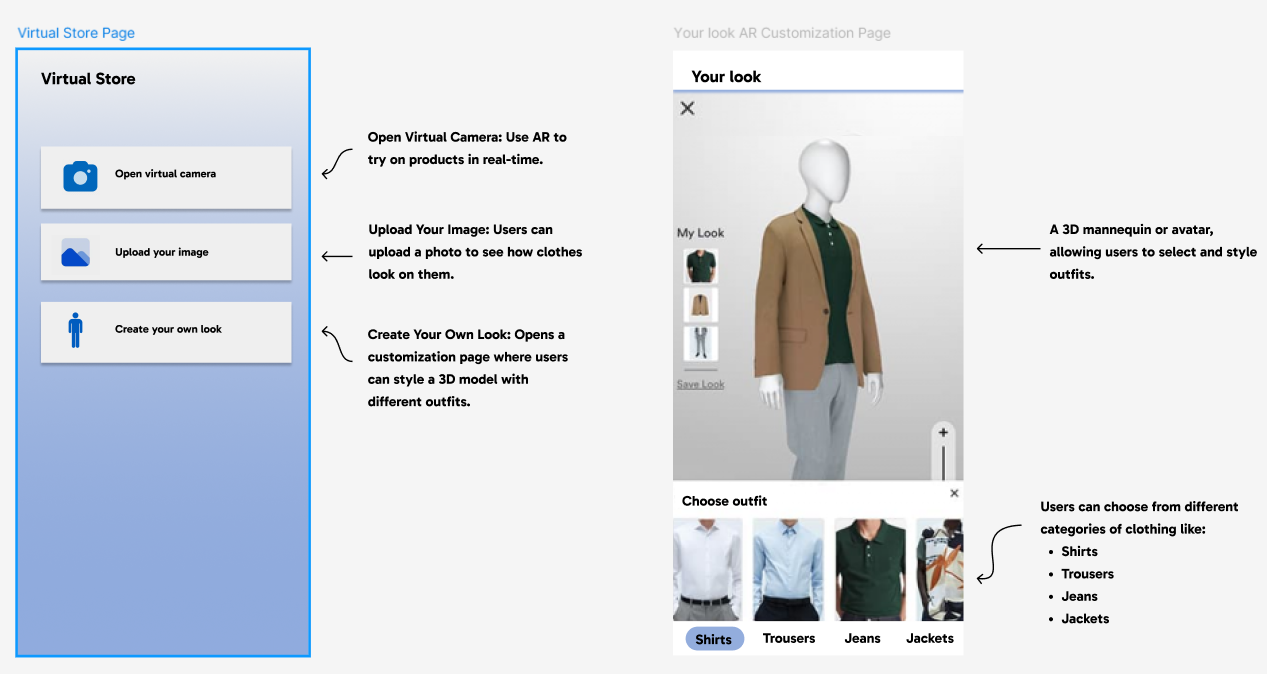 Virtual Store Page
Virtual Store
Open virtual camera
Upload your image
Create your own look
Open Virtual Camera: Use AR to
try on products in real-time.
Upload Your Image: Users can
upload a photo to see how clothes
look on them.
Create Your Own Look: Opens a
customization page where users
can style a 3D model with
different outfits.
Your look AR Customization Page
Your look
My Look
Save Look
+
Choose outfit
Shirts
Trousers
Jeans
Jackets
A 3D mannequin or avatar,
allowing users to select and style
outfits.
Users can choose from different
categories of clothing like:
• Shirts
• Trousers
• Jeans
• Jackets